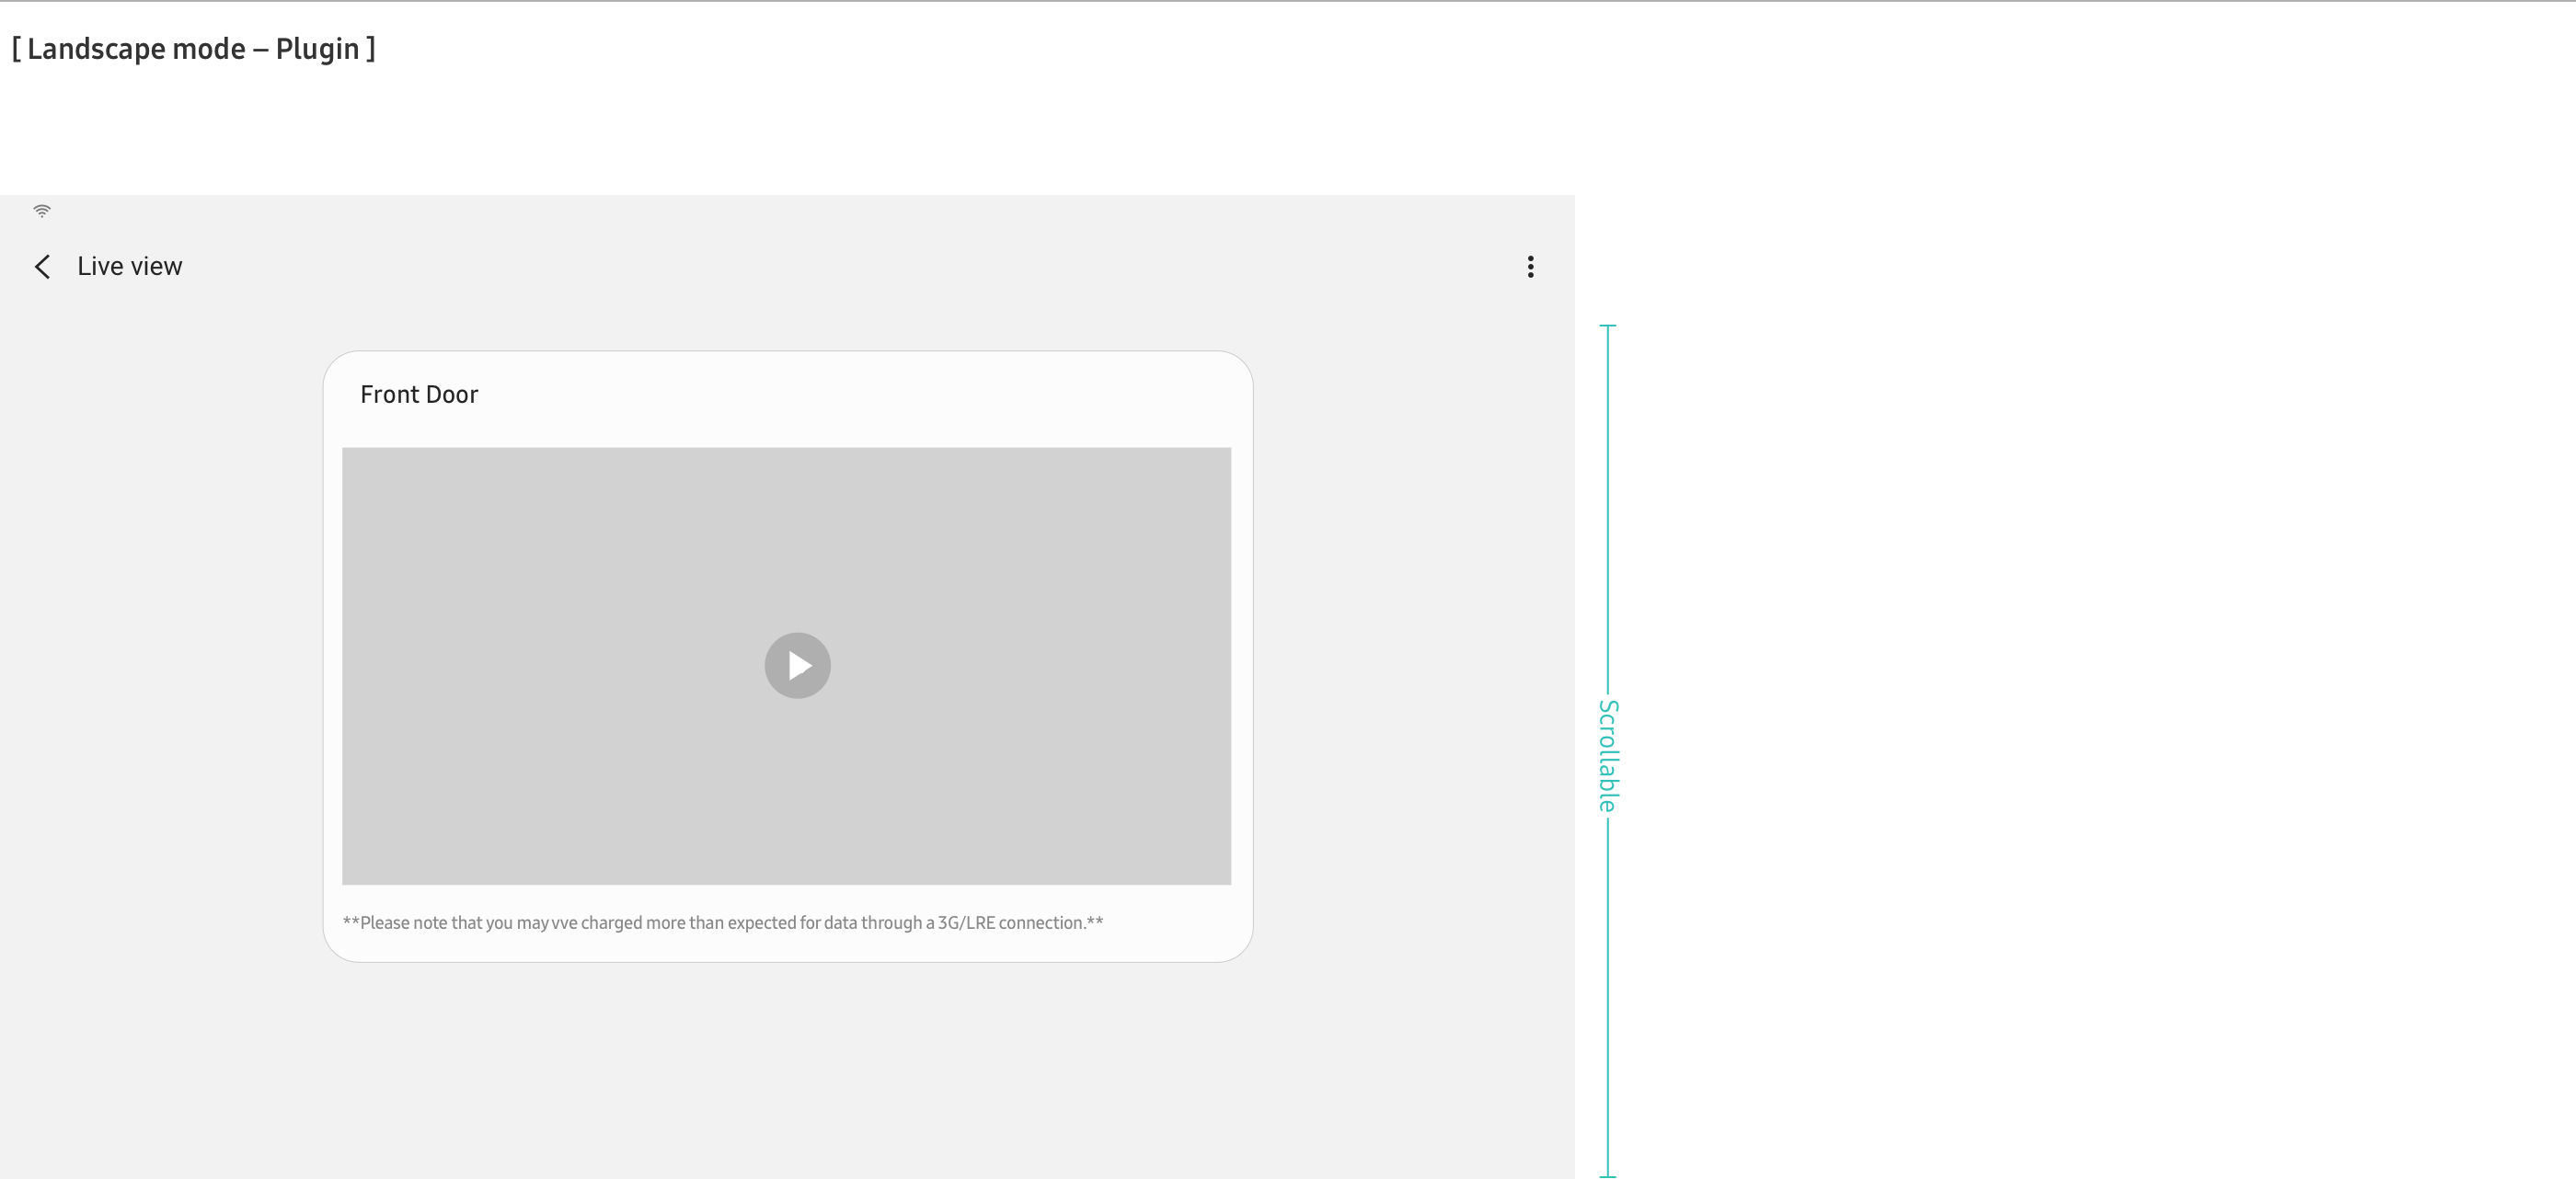 [ Landscape mode – Plugin ]
Live view
Front Door
Scrollable
**Please note that you may vve charged more than expected for data through a 3G/LRE connection.**